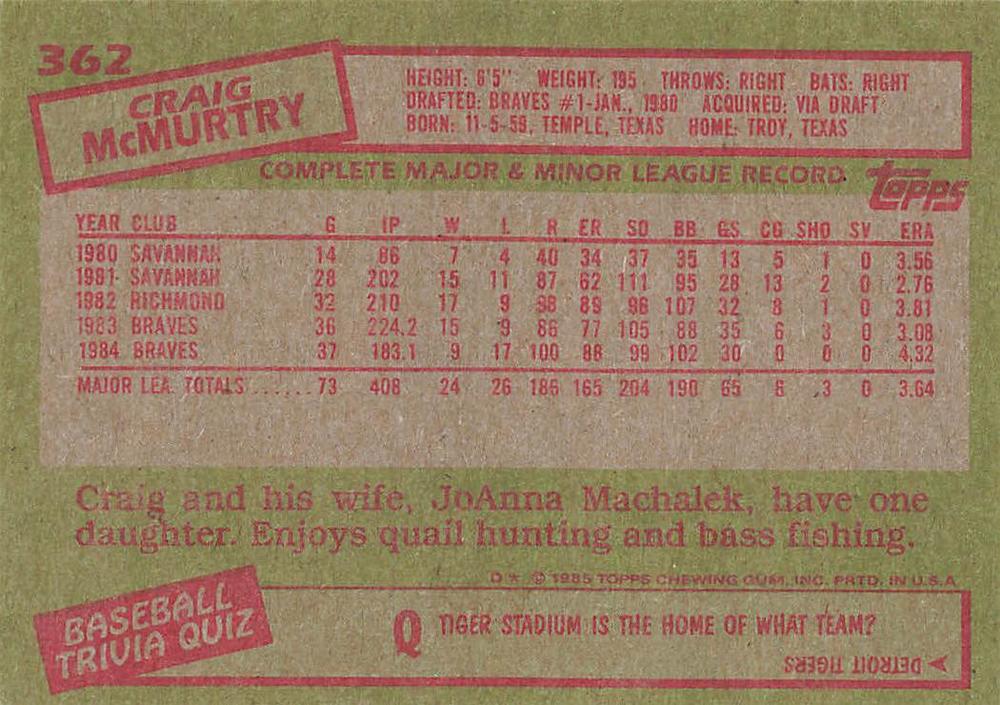 362
CRAIG
McMURTRY
HEIGHT: 6'5" WEIGHT: 195 THROWS: RIGHT BATS: RIGHT
DRAFTED: BRAVES #1-JAN., 1980 ACQUIRED: VIA DRAFT
BORN: 11-5-59, TEMPLE, TEXAS HOME: TROY, TEXAS
COMPLETE MAJOR & MINOR LEAGUE RECORD
topps
YEAR CLUB G IP W L R ER SO BB GS CG SHO SV ERA
1980 SAVANNAH 14 86 7 4 40 34 37 35 13 5 1 0 3.56
1981 SAVANNAH 28 202 15 11 87 62 111 95 28 13 2 0 2.76
1982 RICHMOND 32 210 17 9 98 89 96 107 32 8 1 0 3.81
1983 BRAVES 36 224.2 15 9 86 77 105 88 35 6 3 0 3.08
1984 BRAVES 37 183.1 9 17 100 88 99 102 30 0 0 0 4.32
MAJOR LEA. TOTALS...... 73 408 24 26 186 165 204 190 65 6 3 0 3.64
Craig and his wife, JoAnna Machalek, have one
daughter. Enjoys quail hunting and bass fishing.
D* © 1985 TOPPS CHEWING GUM, INC. PRTD. IN U.S.A.
BASEBALL
TRIVIA QUIZ
Q TIGER STADIUM IS THE HOME OF WHAT TEAM?
DETROIT TIGERS